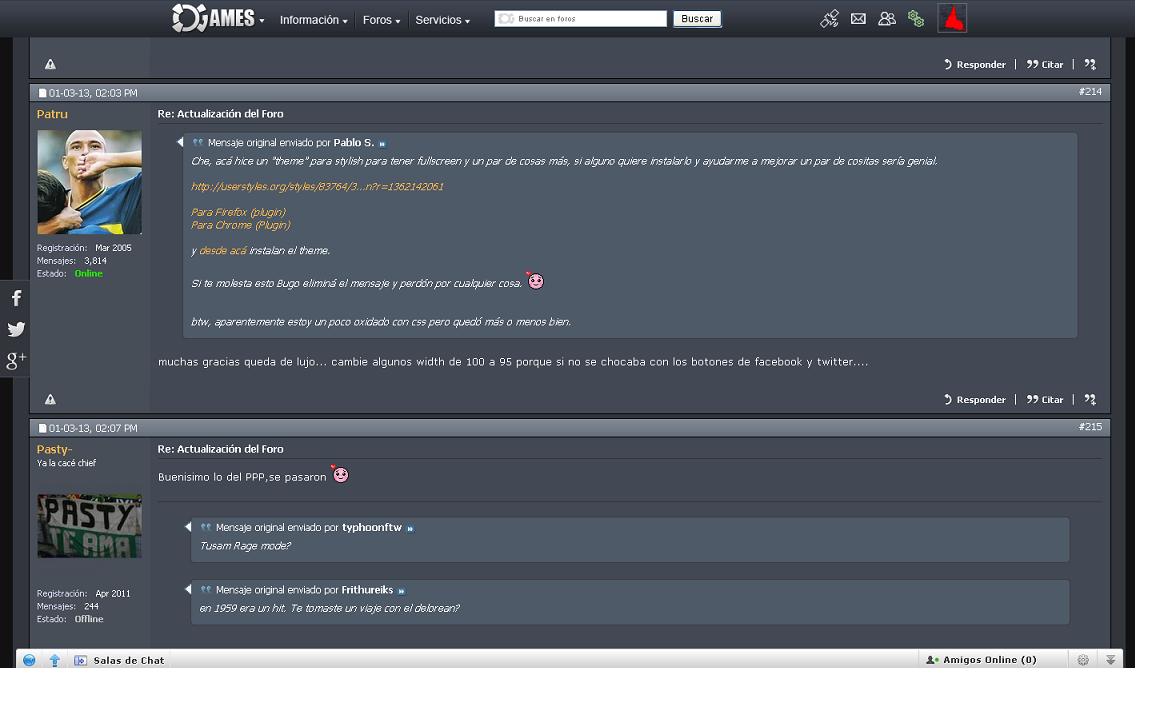 GAMES Información Foros Servicios Buscar en foros Buscar
Responder | Citar |
01-03-13, 02:03 PM #214
Patru
Re: Actualización del Foro
Mensaje original enviado por Pablo S.
Che, acá hice un "theme" para stylish para tener fullscreen y un par de cosas más, si alguno quiere instalarlo y ayudarme a mejorar un par de cositas sería genial.
http://userstyles.org/styles/83764/3...n?r=1362142061
Para Firefox (plugin)
Para Chrome (Plugin)
y desde acá instalan el theme.
SI te molesta esto Bugo eliminá el mensaje y perdón por cualquier cosa.
btw, aparentemente estoy un poco oxidado con css pero quedó más o menos bien.
Registración: Mar 2005
Mensajes: 3,814
Estado: Online
f
g+
muchas gracias queda de lujo... cambie algunos width de 100 a 95 porque si no se chocaba con los botones de facebook y twitter....
Responder | Citar |
01-03-13, 02:07 PM #215
Pasty-
Ya la cacé chief
PASTY
TE AMA
Registración: Apr 2011
Mensajes: 244
Estado: Offline
Re: Actualización del Foro
Buenisimo lo del PPP,se pasaron
Mensaje original enviado por typhoonftw
Tusam Rage mode?
Mensaje original enviado por Frithureiks
en 1959 era un hit. Te tomaste un viaje con el delorean?
Salas de Chat Amigos Online (0)